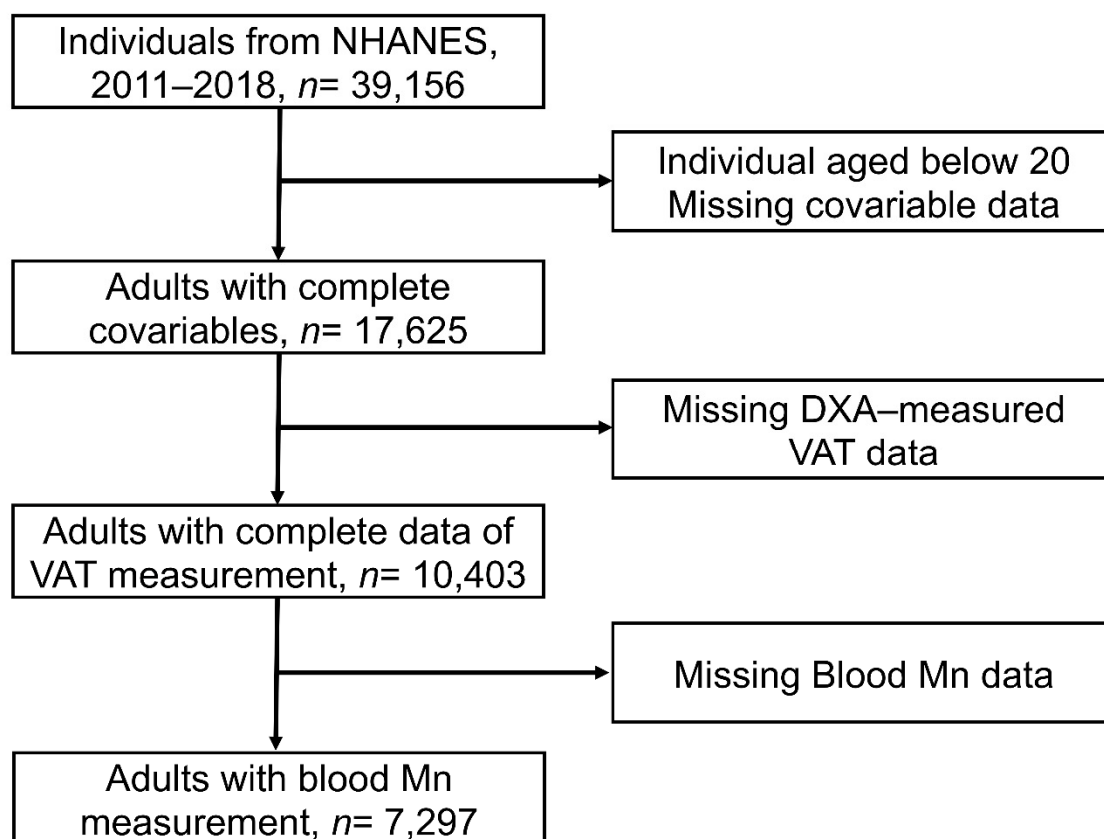 Individuals from NHANES,
2011–2018, n= 39,156
Individual aged below 20
Missing covariable data
Adults with complete
covariables, n= 17,625
Missing DXA–measured
VAT data
Adults with complete data of
VAT measurement, n= 10,403
Missing Blood Mn data
Adults with blood Mn
measurement, n= 7,297